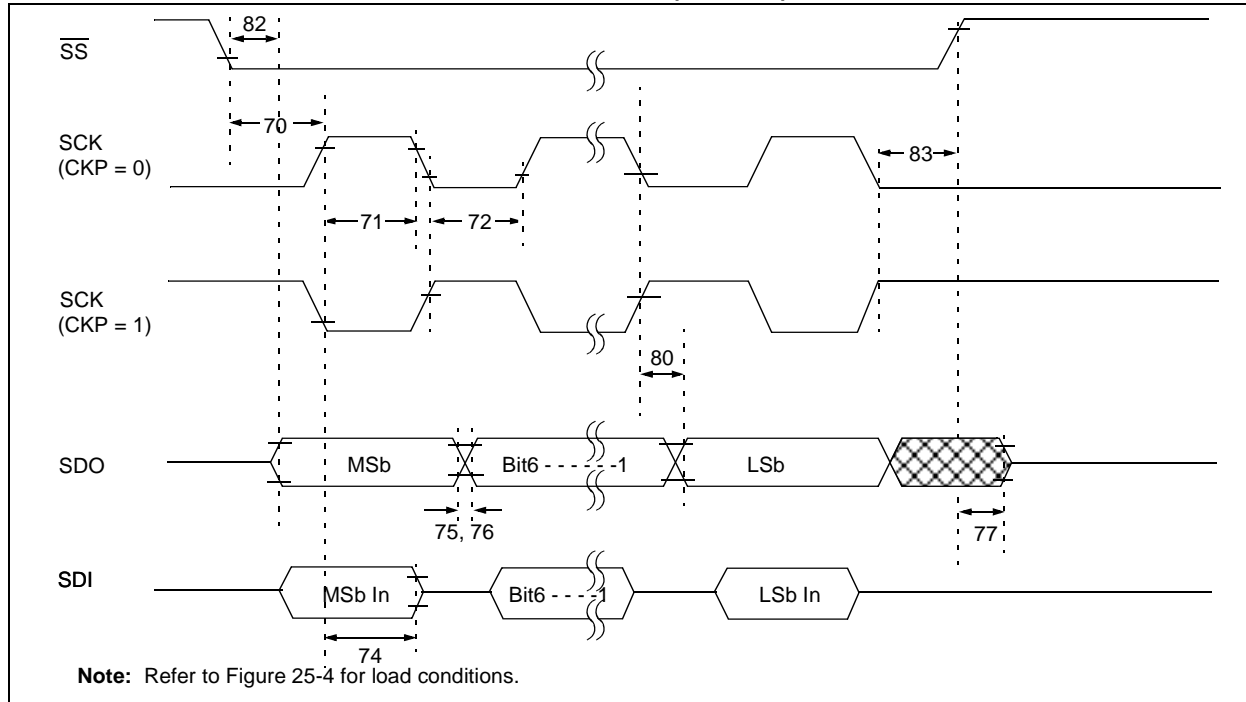 82
SS
70
SCK
(CKP = 0)
83
71
72
SCK
(CKP = 1)
80
SDO
MSb
Bit6 - - - - - -1
LSb
75, 76
77
SDI
MSb In
Bit6 - - - -1
LSb In
74
Note: Refer to Figure 25-4 for load conditions.